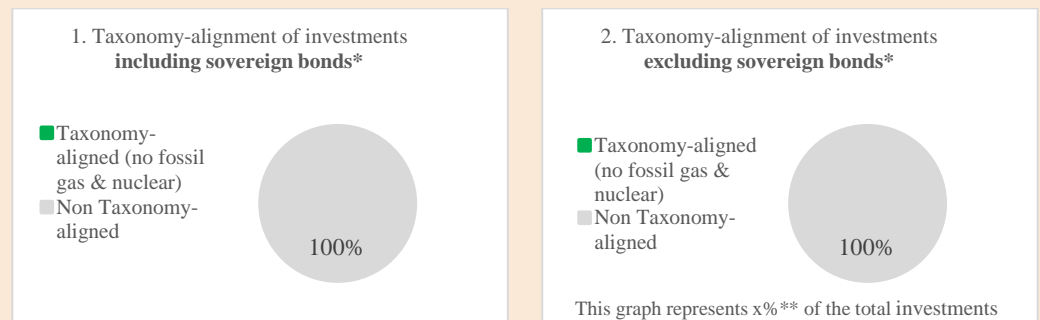 1. Taxonomy-alignment of investments
including sovereign bonds*
Taxonomy-
aligned (no fossil
gas & nuclear)
Non Taxonomy-
aligned
100%
2. Taxonomy-alignment of investments
excluding sovereign bonds*
Taxonomy-aligned
(no fossil gas &
nuclear)
Non Taxonomy-
aligned
100%
This graph represents x%** of the total investments